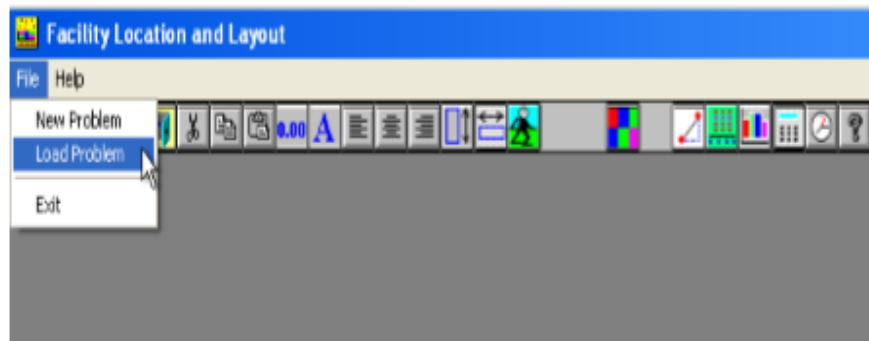 Facility Location and Layout
File Help
New Problem
Load Problem
Exit
0.00 A
?